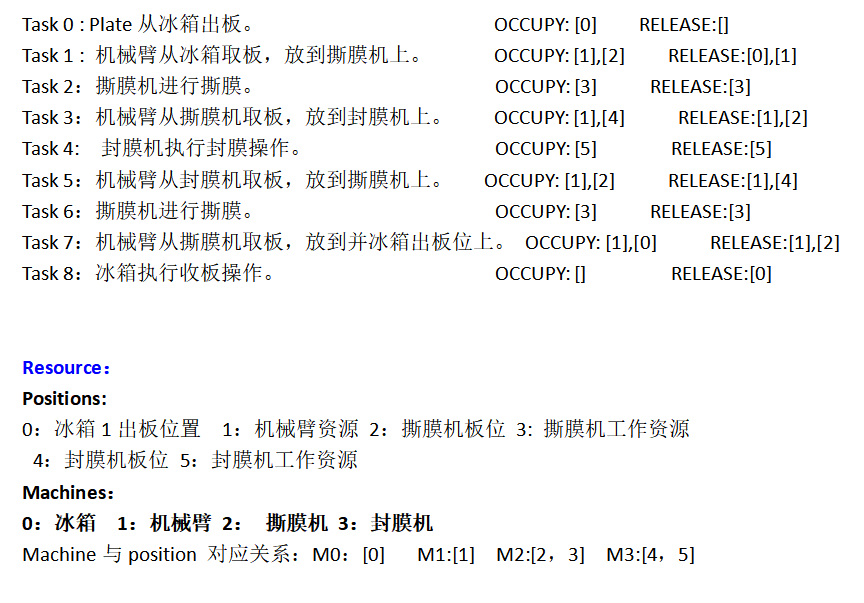 Task 0 : Plate 从冰箱出板。 OCCUPY: [0] RELEASE:[]
Task 1 : 机械臂从冰箱取板，放到撕膜机上。 OCCUPY: [1],[2] RELEASE:[0],[1]
Task 2：撕膜机进行撕膜。 OCCUPY: [3] RELEASE:[3]
Task 3：机械臂从撕膜机取板，放到封膜机上。 OCCUPY: [1],[4] RELEASE:[1],[2]
Task 4: 封膜机执行封膜操作。 OCCUPY: [5] RELEASE:[5]
Task 5：机械臂从封膜机取板，放到撕膜机上。 OCCUPY: [1],[2] RELEASE:[1],[4]
Task 6：撕膜机进行撕膜。 OCCUPY: [3] RELEASE:[3]
Task 7：机械臂从撕膜机取板，放到并冰箱出板位上。 OCCUPY: [1],[0] RELEASE:[1],[2]
Task 8：冰箱执行收板操作。 OCCUPY: [] RELEASE:[0]
Resource：
Positions:
0：冰箱 1 出板位置 1：机械臂资源 2：撕膜机板位 3: 撕膜机工作资源
4：封膜机板位 5：封膜机工作资源
Machines：
0：冰箱 1：机械臂 2： 撕膜机 3：封膜机
Machine 与 position 对应关系：M0：[0] M1:[1] M2:[2，3] M3:[4，5]